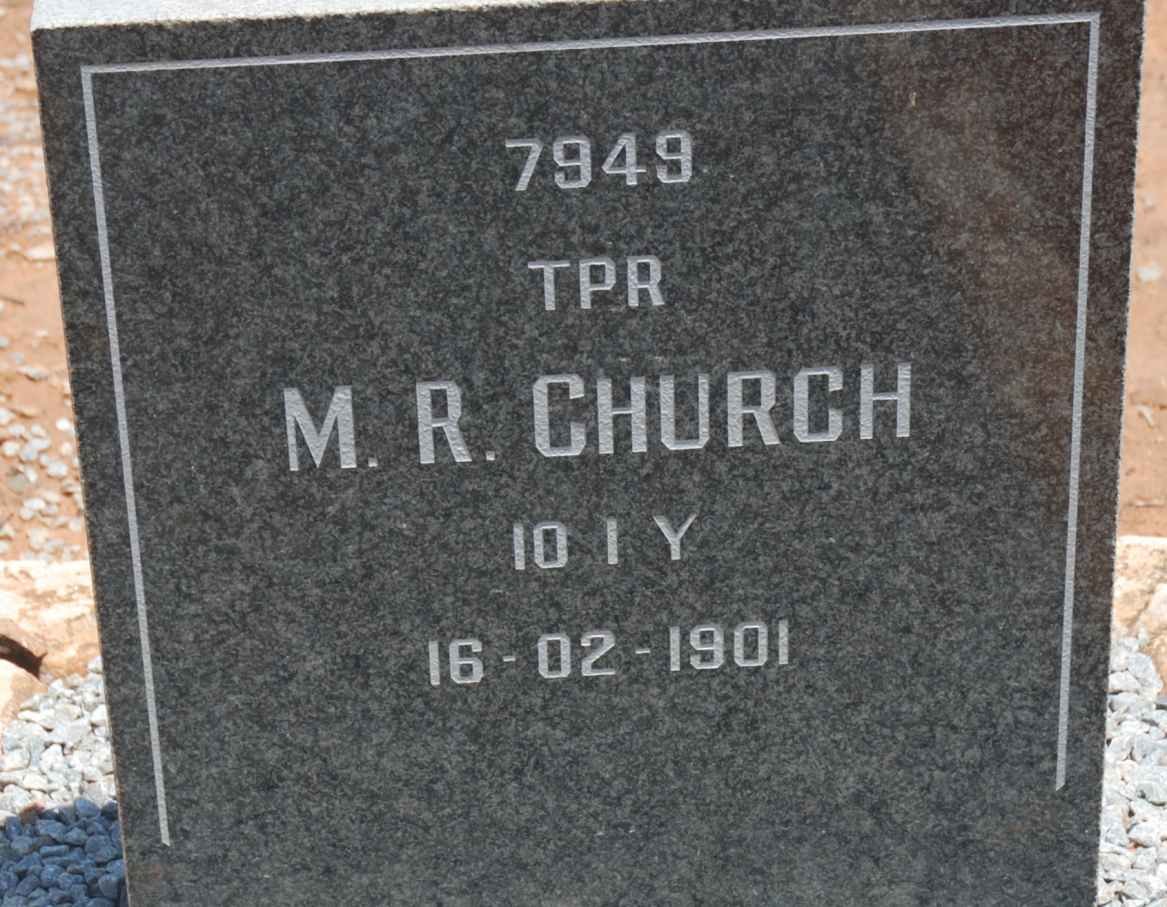 7949
TPR
M. R. CHURCH
10 I Y
16-02-1901